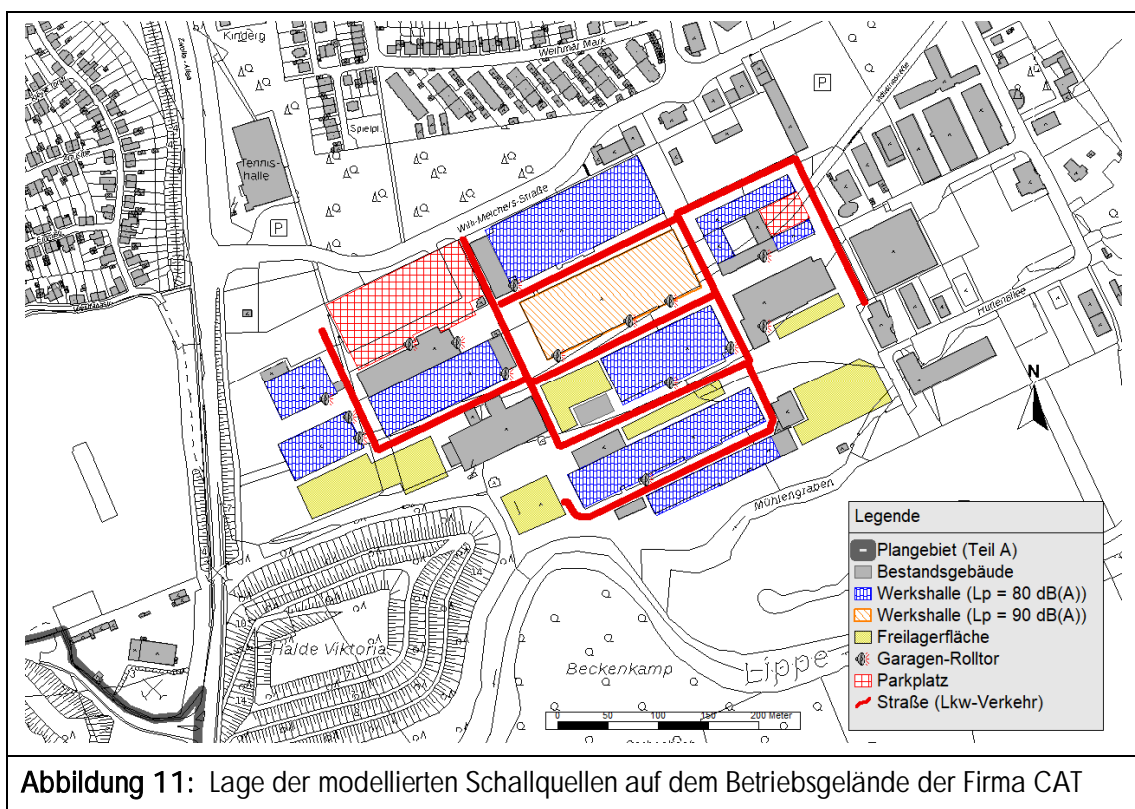 Kinderg
Weihmar Mark
Spielpl.
Tennis-
halle
P
P
Willi-Melchers-Straße
Hüttenallee
N
Mühlengraben
Halde Viktoria
Beckenkamp
Lippe
0 50 100 150 200 Meter
Legende
Plangebiet (Teil A)
Bestandsgebäude
Werkshalle (Lp = 80 dB(A))
Werkshalle (Lp = 90 dB(A))
Freilagerfläche
Garagen-Rolltor
Parkplatz
Straße (Lkw-Verkehr)
Abbildung 11: Lage der modellierten Schallquellen auf dem Betriebsgelände der Firma CAT